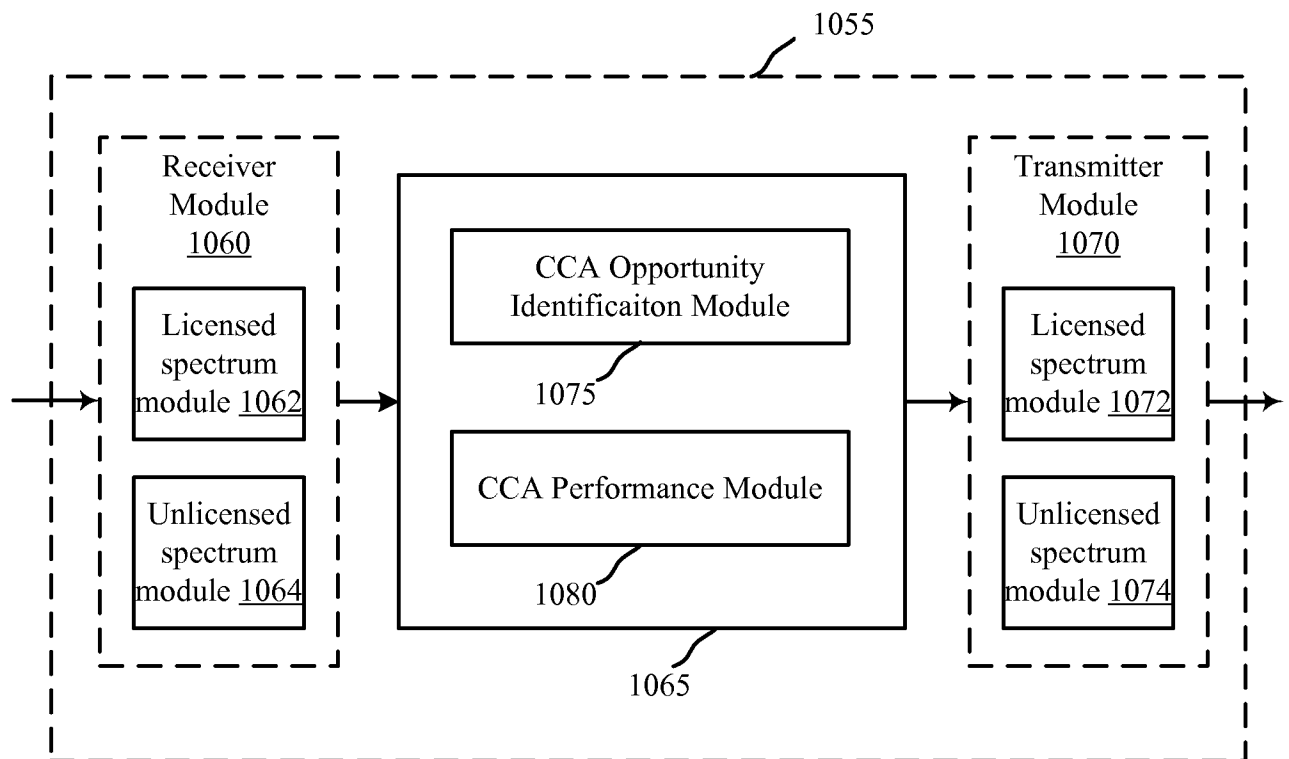 1055
Receiver
Module
1060
Licensed
spectrum
module 1062
Unlicensed
spectrum
module 1064
CCA Opportunity
Identificaiton Module
1075
CCA Performance Module
1080
1065
Transmitter
Module
1070
Licensed
spectrum
module 1072
Unlicensed
spectrum
module 1074